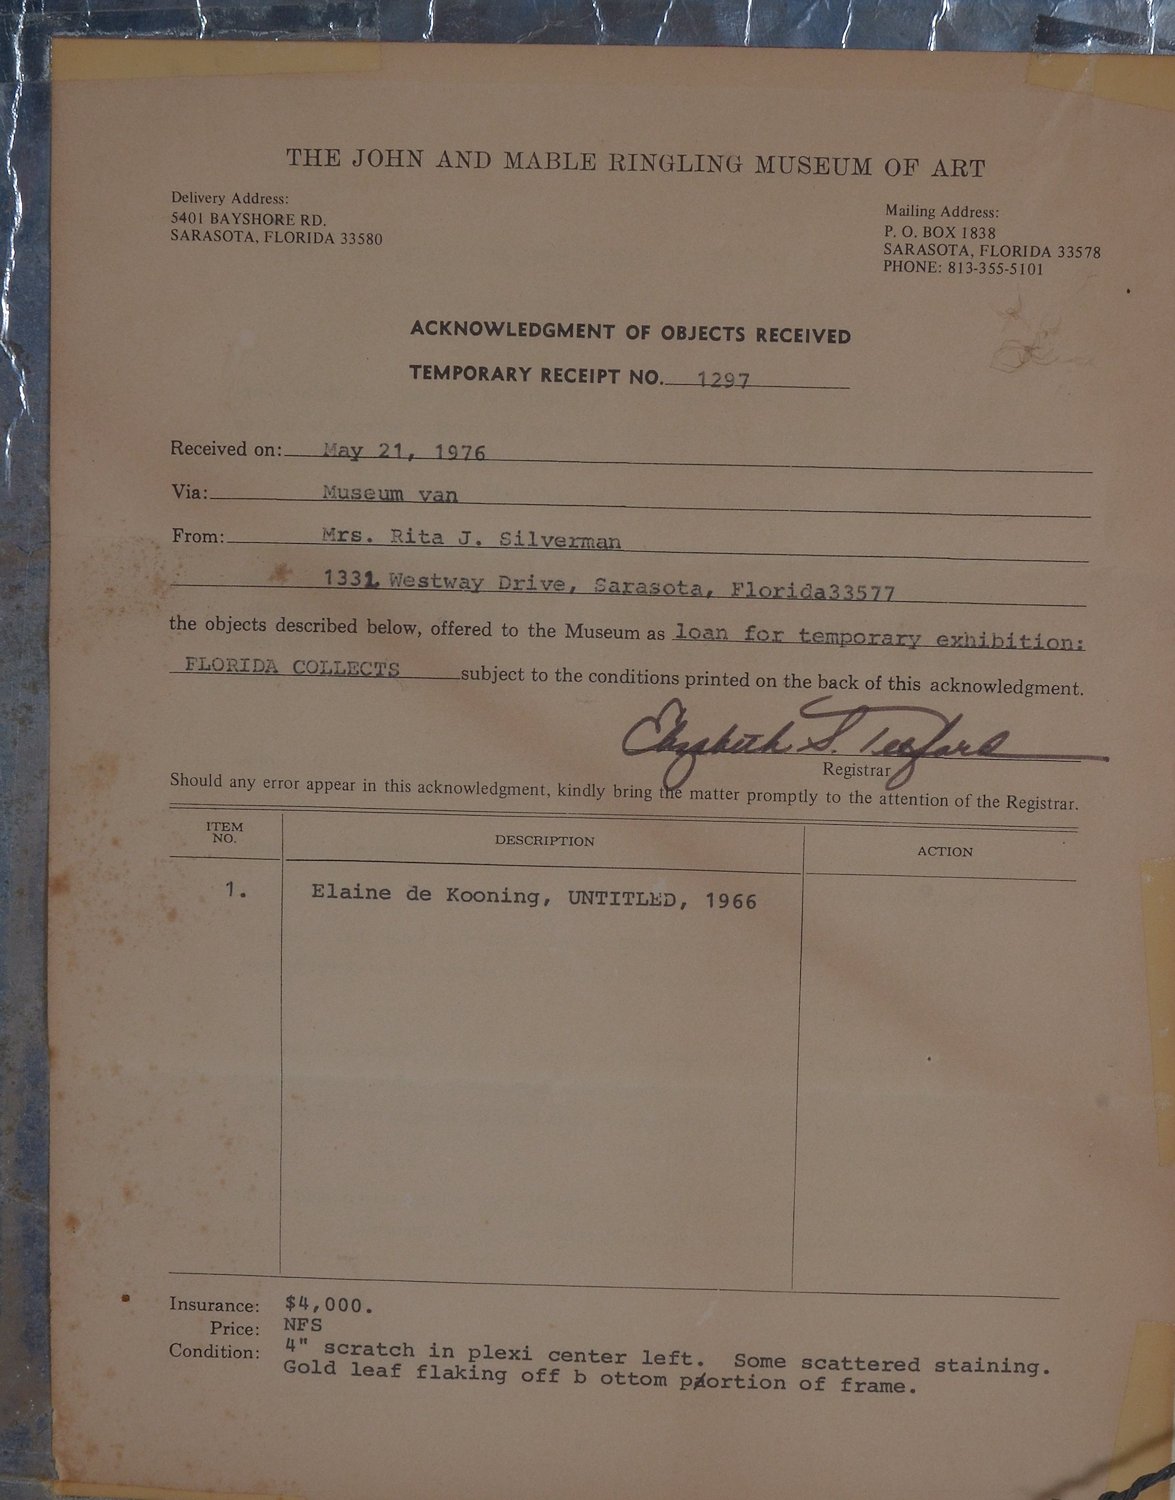 THE JOHN AND MABLE RINGLING MUSEUM OF ART
Delivery Address:
5401 BAYSHORE RD.
SARASOTA, FLORIDA 33580
Mailing Address:
P. O. BOX 1838
SARASOTA, FLORIDA 33578
PHONE: 813-355-5101
ACKNOWLEDGMENT OF OBJECTS RECEIVED
TEMPORARY RECEIPT NO. 1297
Received on: May 21, 1976
Via: Museum van
From: Mrs. Rita J. Silverman
1331 Westway Drive, Sarasota, Florida33577
the objects described below, offered to the Museum as loan for temporary exhibition:
FLORIDA COLLECTS subject to the conditions printed on the back of this acknowledgment.
Elizabeth S. Telford
Registrar
Should any error appear in this acknowledgment, kindly bring the matter promptly to the attention of the Registrar.
ITEM NO. DESCRIPTION ACTION
1. Elaine de Kooning, UNTITLED, 1966
Insurance: $4,000.
Price: NFS
Condition: 4" scratch in plexi center left. Some scattered staining.
Gold leaf flaking off b ottom portion of frame.